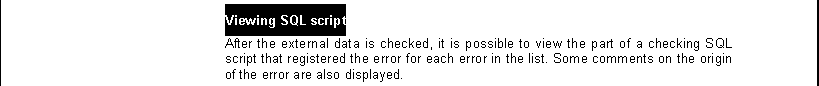 Viewing SQL script
After the external data is checked, it is possible to view the part of a checking SQL
script that registered the error for each error in the list. Some comments on the origin
of the error are also displayed.